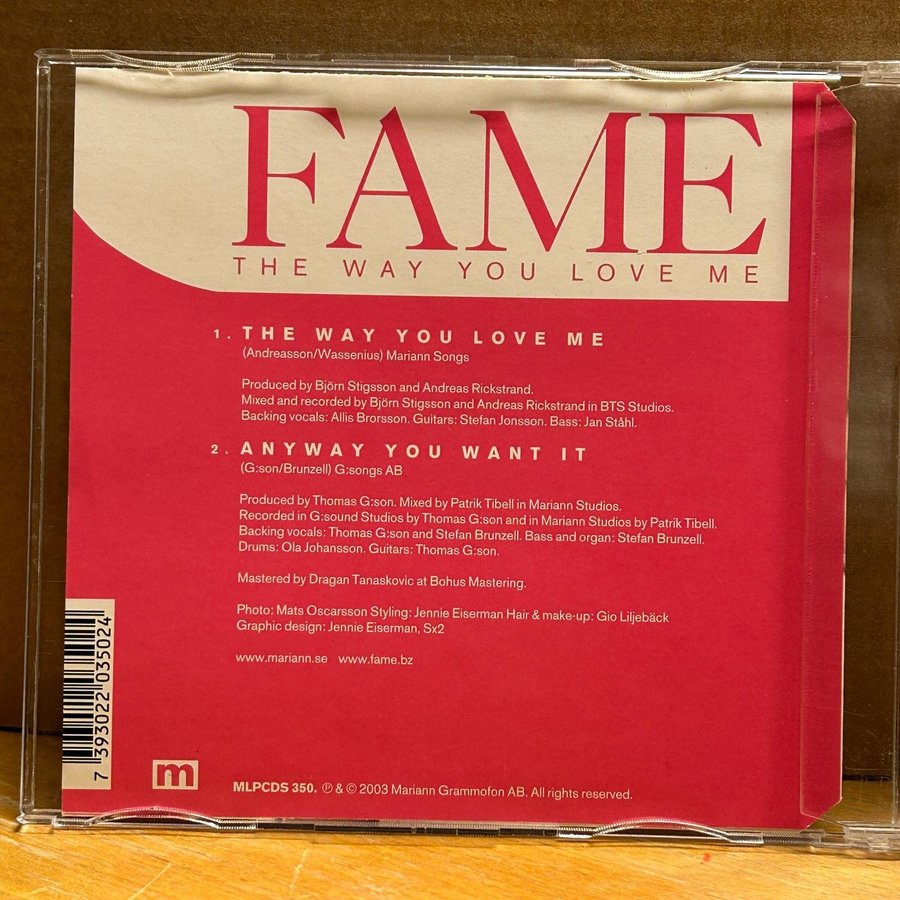 FAME
THE WAY YOU LOVE ME
1. THE WAY YOU LOVE ME
(Andreasson/Wassenius) Mariann Songs
Produced by Björn Stigsson and Andreas Rickstrand.
Mixed and recorded by Björn Stigsson and Andreas Rickstrand in BTS Studios.
Backing vocals: Allis Brorsson. Guitars: Stefan Jonsson. Bass: Jan Ståhl.
2. ANYWAY YOU WANT IT
(G:son/Brunzell) G:songs AB
Produced by Thomas G:son. Mixed by Patrik Tibell in Mariann Studios.
Recorded in G:sound Studios by Thomas G:son and in Mariann Studios by Patrik Tibell.
Backing vocals: Thomas G:son and Stefan Brunzell. Bass and organ: Stefan Brunzell.
Drums: Ola Johansson. Guitars: Thomas G:son.
Mastered by Dragan Tanaskovic at Bohus Mastering.
Photo: Mats Oscarsson Styling: Jennie Eiserman Hair & make-up: Gio Liljebäck
Graphic design: Jennie Eiserman, Sx2
www.mariann.se www.fame.bz
7 393022 035024
m
MLPCDS 350. ℗ & © 2003 Mariann Grammofon AB. All rights reserved.